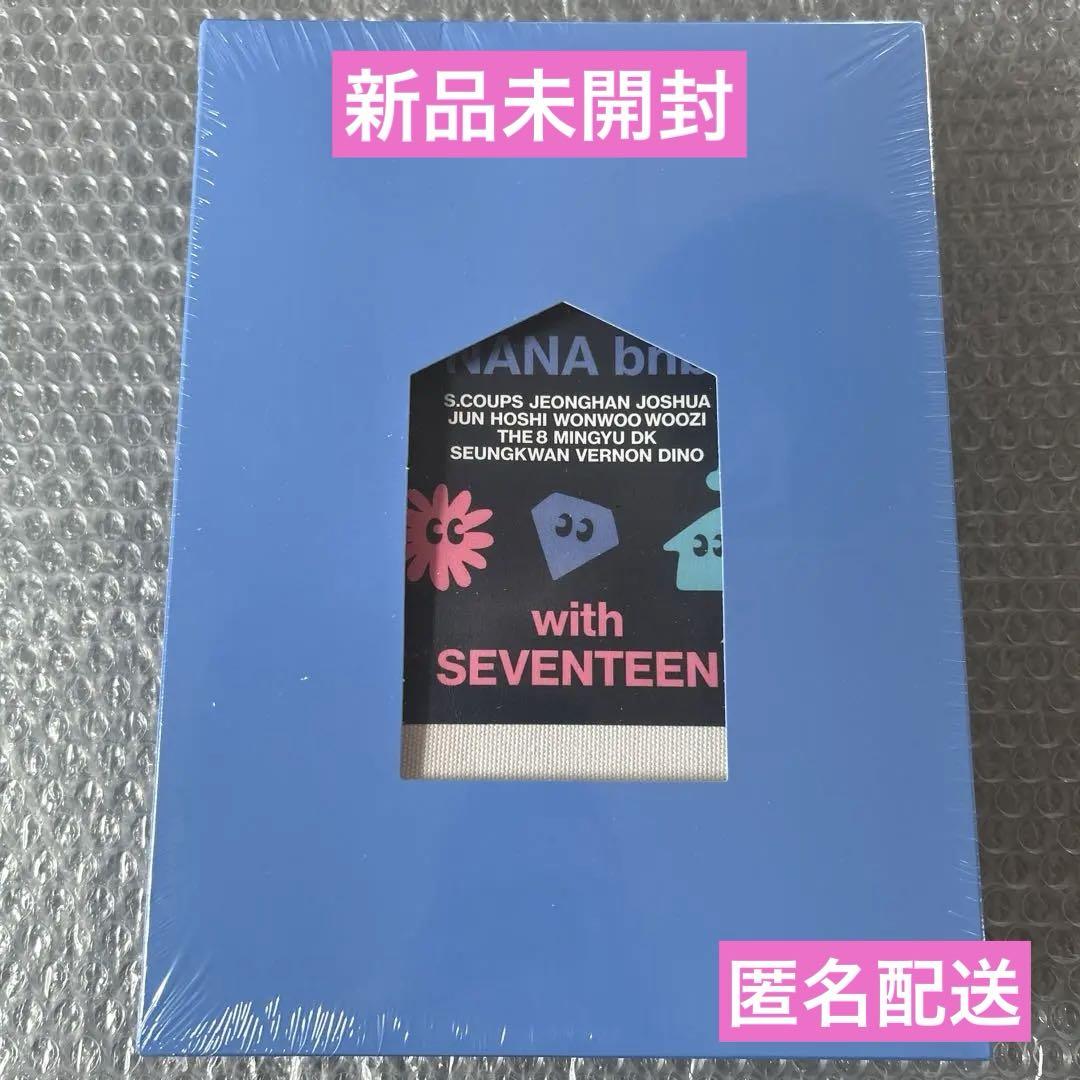 新品未開封
NANA bnb
S.COUPS JEONGHAN JOSHUA
JUN HOSHI WONWOO WOOZI
THE 8 MINGYU DK
SEUNGKWAN VERNON DINO
with
SEVENTEEN
匿名配送